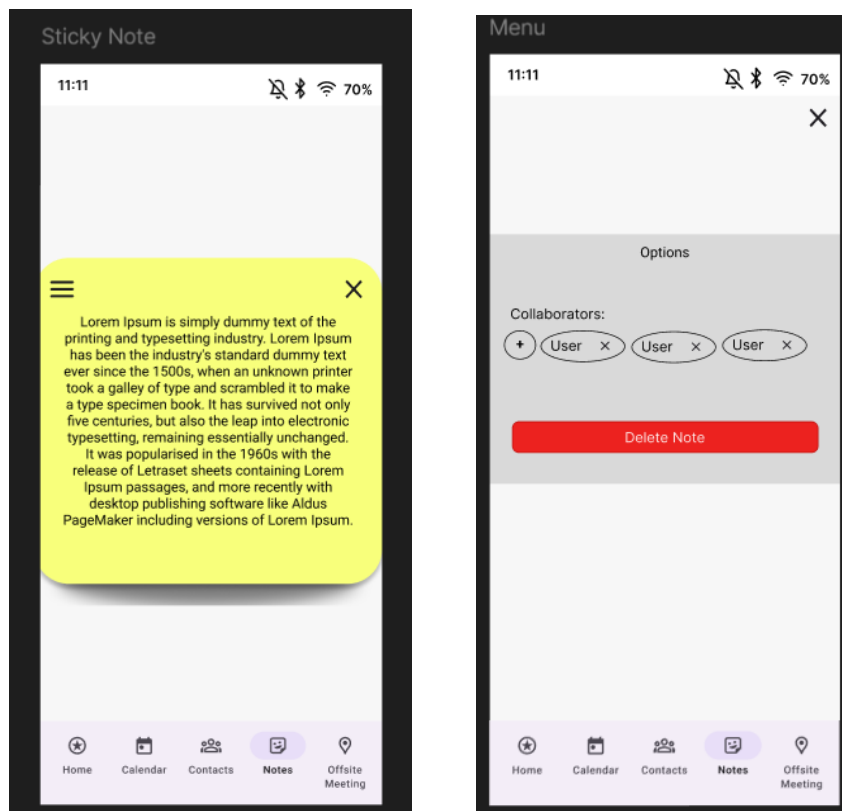 Sticky Note
11:11
70%
Lorem Ipsum is simply dummy text of the
printing and typesetting industry. Lorem Ipsum
has been the industry's standard dummy text
ever since the 1500s, when an unknown printer
took a galley of type and scrambled it to make
a type specimen book. It has survived not only
five centuries, but also the leap into electronic
typesetting, remaining essentially unchanged.
It was popularised in the 1960s with the
release of Letraset sheets containing Lorem
Ipsum passages, and more recently with
desktop publishing software like Aldus
PageMaker including versions of Lorem Ipsum.
Home
Calendar
Contacts
Notes
Offsite
Meeting
Menu
11:11
70%
Options
Collaborators:
+ User × User × User ×
Delete Note
Home
Calendar
Contacts
Notes
Offsite
Meeting